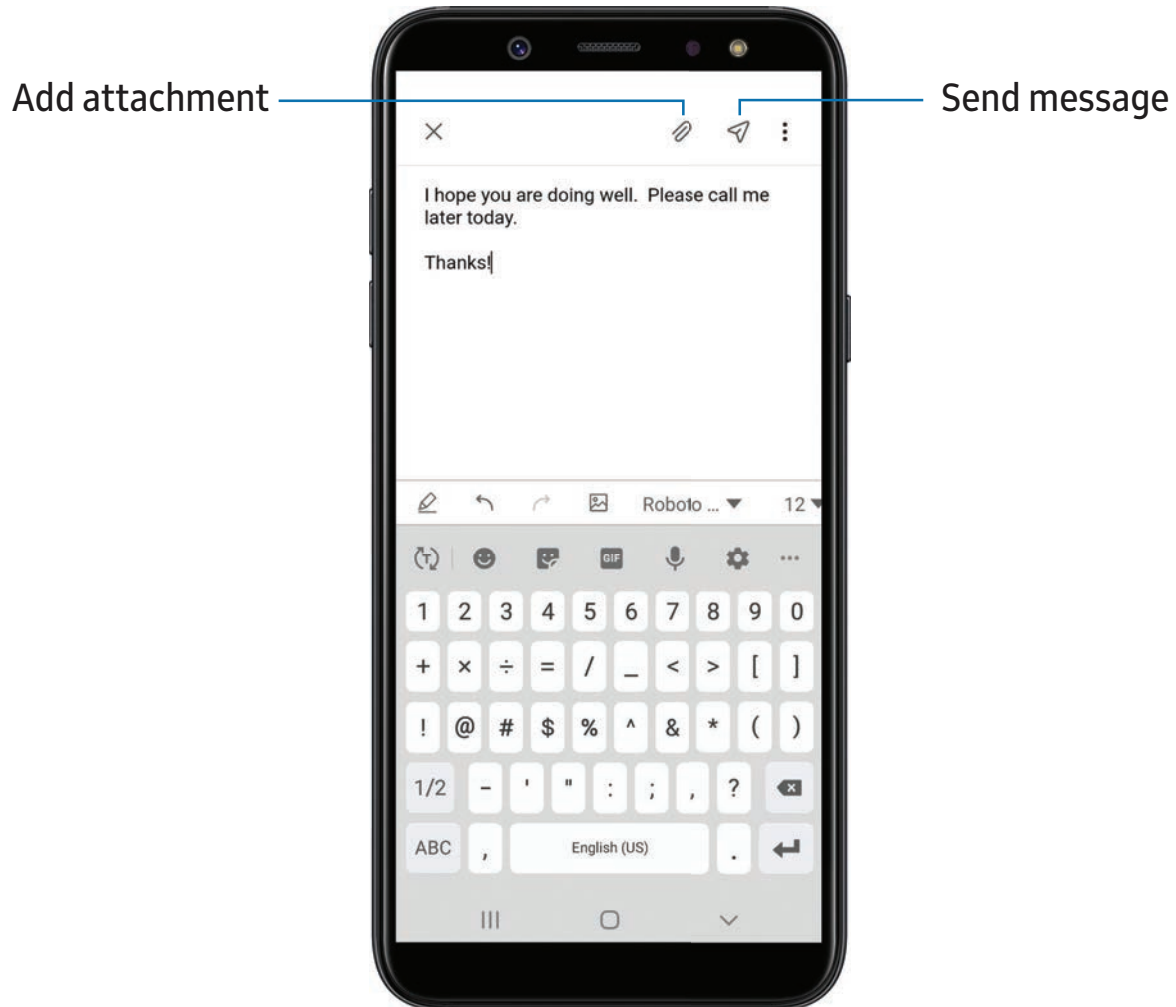 Add attachment
Send message
I hope you are doing well.  Please call me
later today.
Thanks!
Roboto ... 12
T GIF
1 2 3 4 5 6 7 8 9 0
+ × ÷ = / _ < > [ ]
! @ # $ % ^ & * ( )
1/2 - ' " : ; , ?
ABC , English (US) .